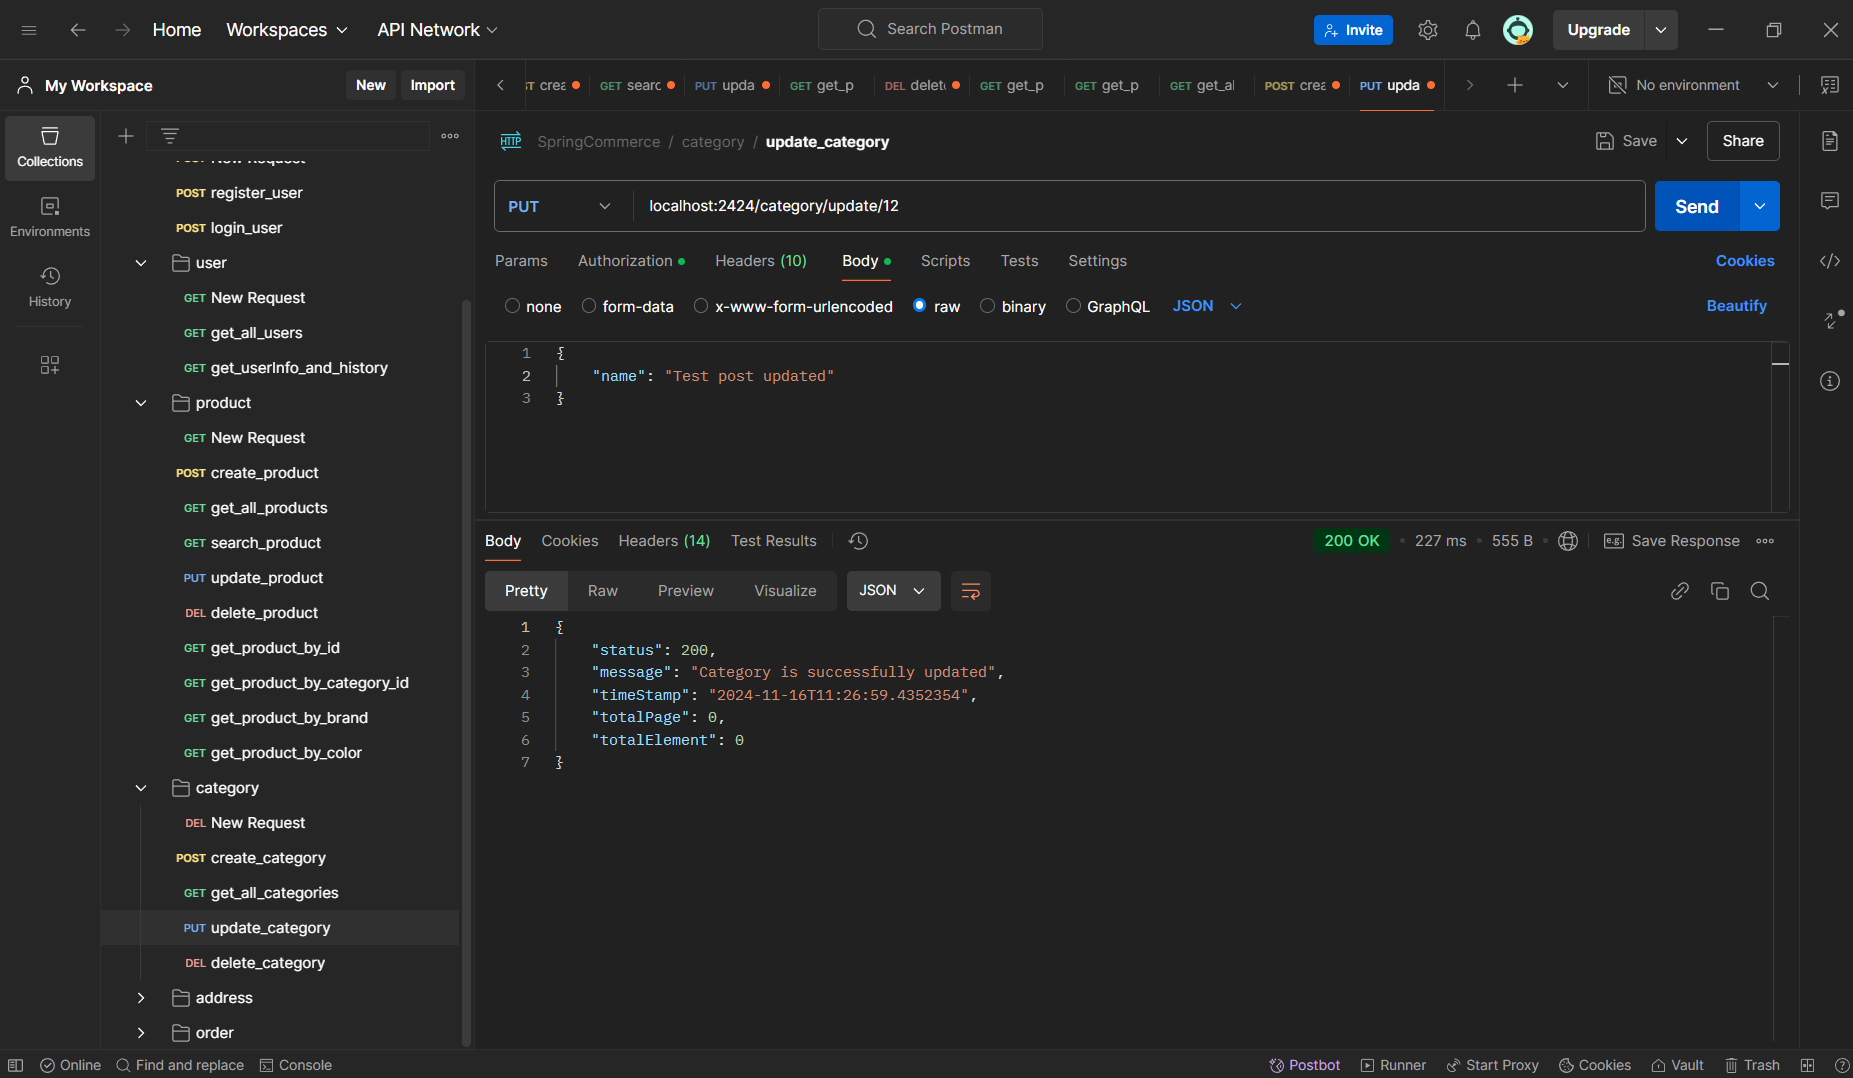 Home Workspaces API Network Search Postman Invite Upgrade
My Workspace New Import
POST crea GET searc PUT upda GET get_p DEL delet GET get_p GET get_p GET get_al POST crea PUT upda No environment
Collections
Environments
History
POST New Request
POST register_user
POST login_user
user
GET New Request
GET get_all_users
GET get_userInfo_and_history
product
GET New Request
POST create_product
GET get_all_products
GET search_product
PUT update_product
DEL delete_product
GET get_product_by_id
GET get_product_by_category_id
GET get_product_by_brand
GET get_product_by_color
category
DEL New Request
POST create_category
GET get_all_categories
PUT update_category
DEL delete_category
address
order
HTTP SpringCommerce / category / update_category Save Share
PUT localhost:2424/category/update/12 Send
Params Authorization Headers (10) Body Scripts Tests Settings Cookies
none form-data x-www-form-urlencoded raw binary GraphQL JSON Beautify
1 {
2 "name": "Test post updated"
3 }
Body Cookies Headers (14) Test Results 200 OK 227 ms 555 B e.g. Save Response
Pretty Raw Preview Visualize JSON
1 {
2 "status": 200,
3 "message": "Category is successfully updated",
4 "timeStamp": "2024-11-16T11:26:59.4352354",
5 "totalPage": 0,
6 "totalElement": 0
7 }
Online Find and replace Console Postbot Runner Start Proxy Cookies Vault Trash